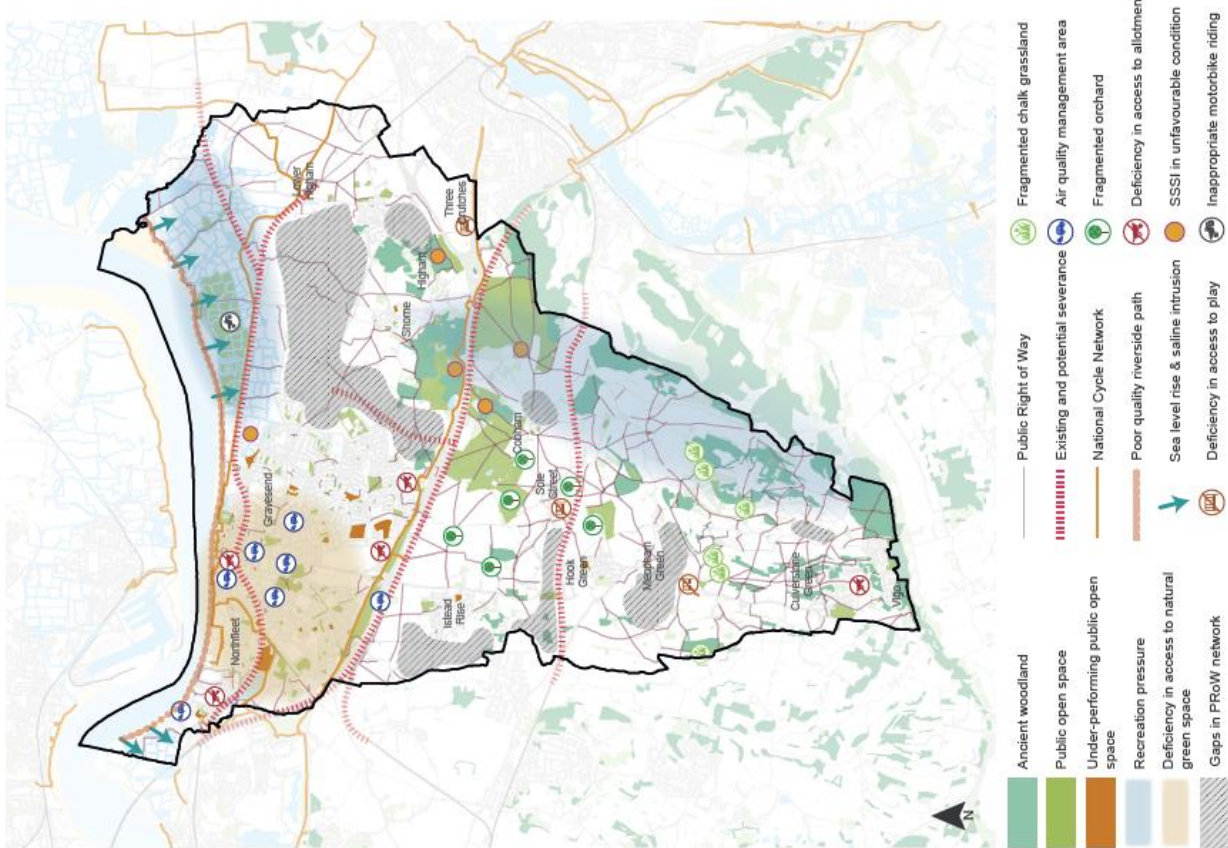 Northfleet
Gravesend
Lower
Higham
Three
Crutches
Higham
Shorne
Istead
Rise
Cobham
Sole
Street
Hook
Green
Meopham
Green
Culverstone
Green
Vigo
N
Ancient woodland
Public open space
Under-performing public open
space
Recreation pressure
Deficiency in access to natural
green space
Gaps in PRoW network
Public Right of Way
Existing and potential severance
National Cycle Network
Poor quality riverside path
Sea level rise & saline intrusion
Deficiency in access to play
Fragmented chalk grassland
Air quality management area
Fragmented orchard
Deficiency in access to allotmen
SSSI in unfavourable condition
Inappropriate motorbike riding